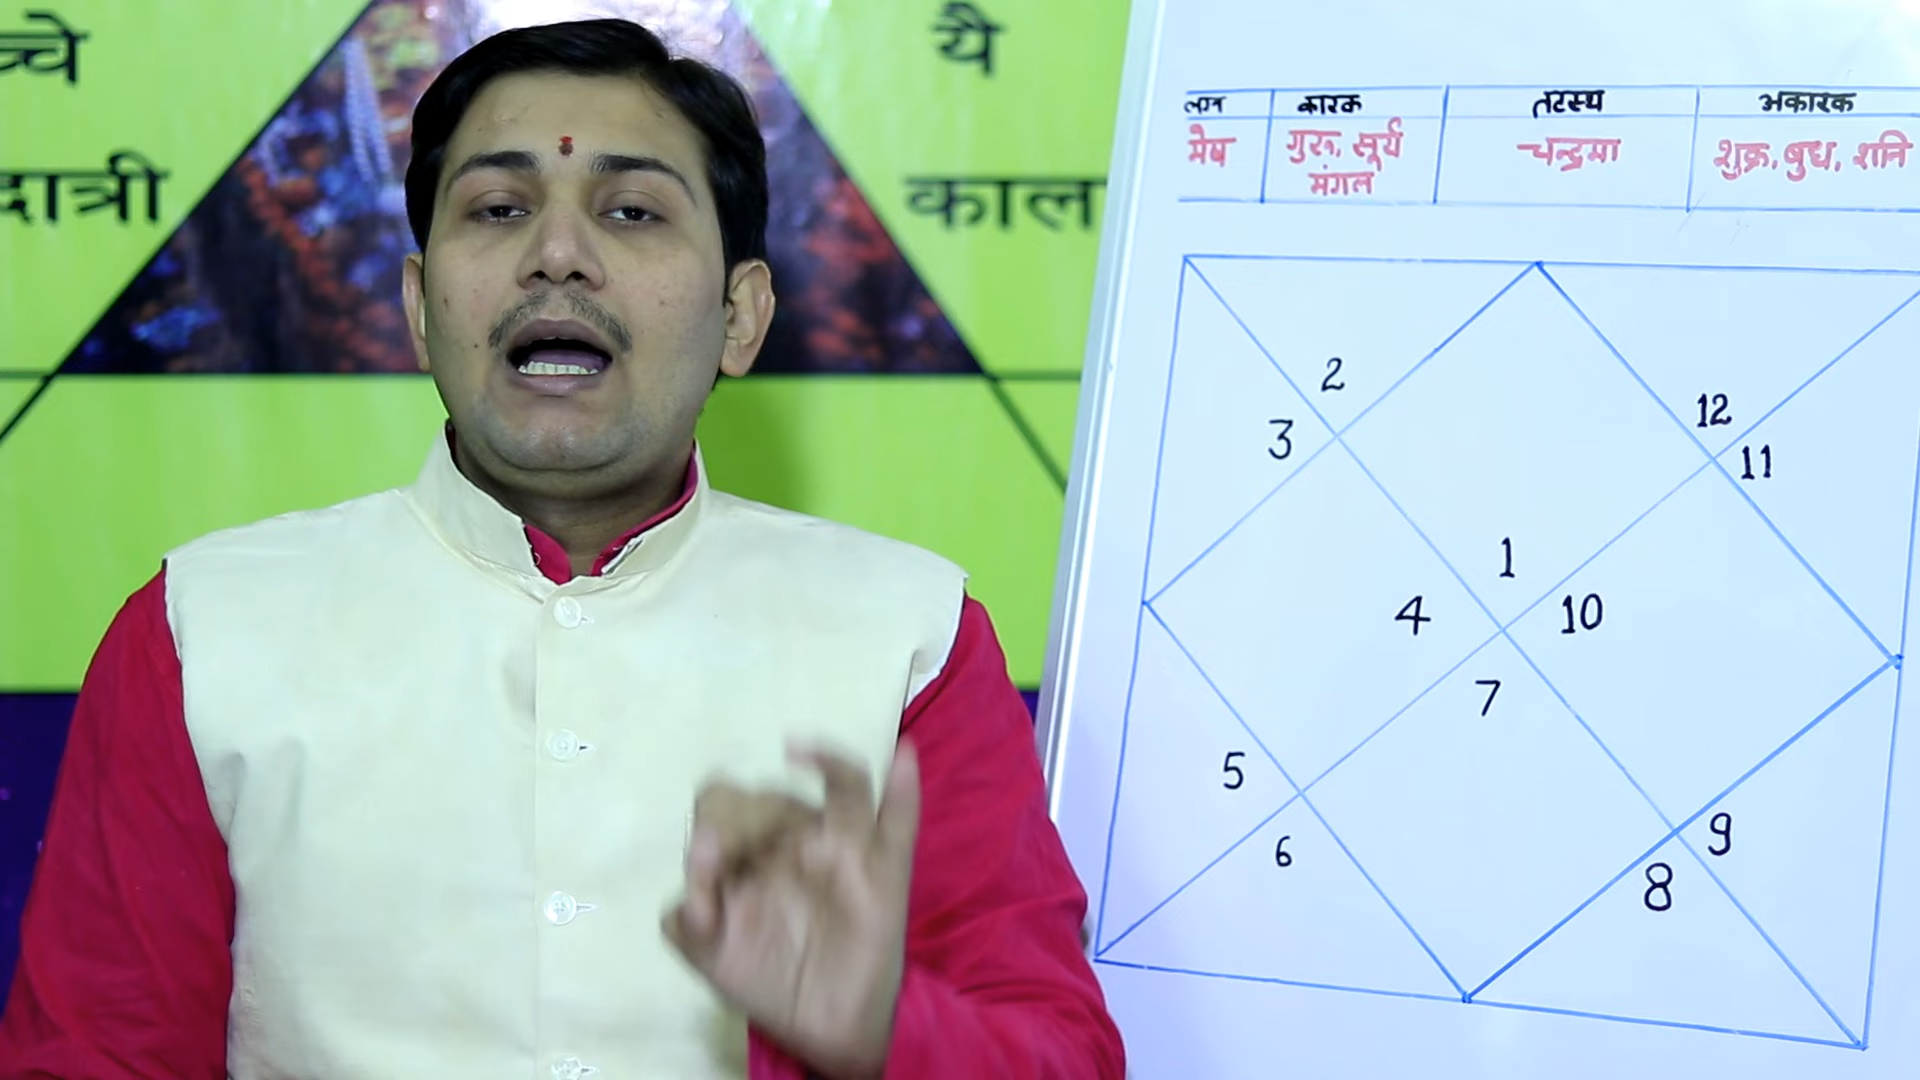 च्चे
यै
दात्री
काल
लग्न कारक तटस्थ अकारक
मेष गुरु, सूर्य मंगल चन्द्रमा शुक्र, बुध, शनि
2
12
3
11
1
4
10
7
5
9
6
8